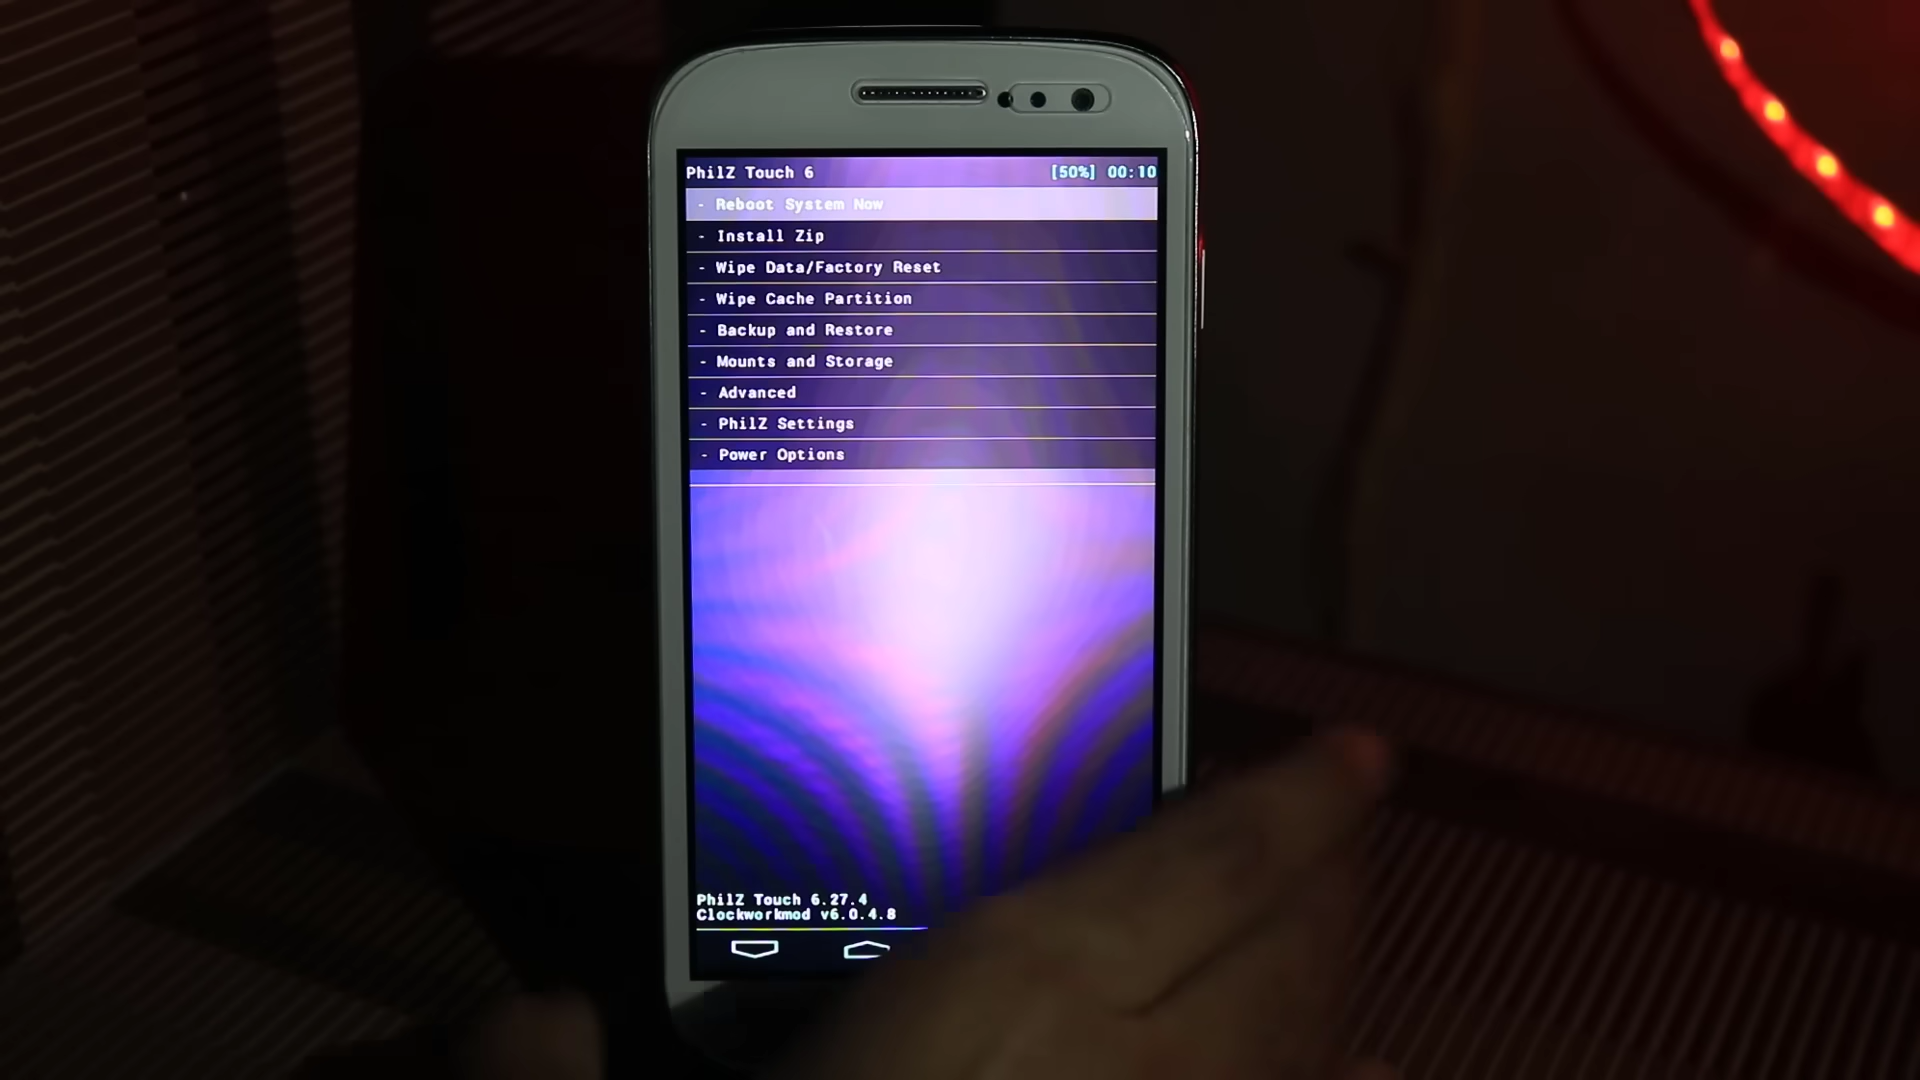 PhilZ Touch 6 [50%] 00:10
- Reboot System Now
- Install Zip
- Wipe Data/Factory Reset
- Wipe Cache Partition
- Backup and Restore
- Mounts and Storage
- Advanced
- PhilZ Settings
- Power Options
PhilZ Touch 6.27.4
Clockworkmod v6.0.4.8